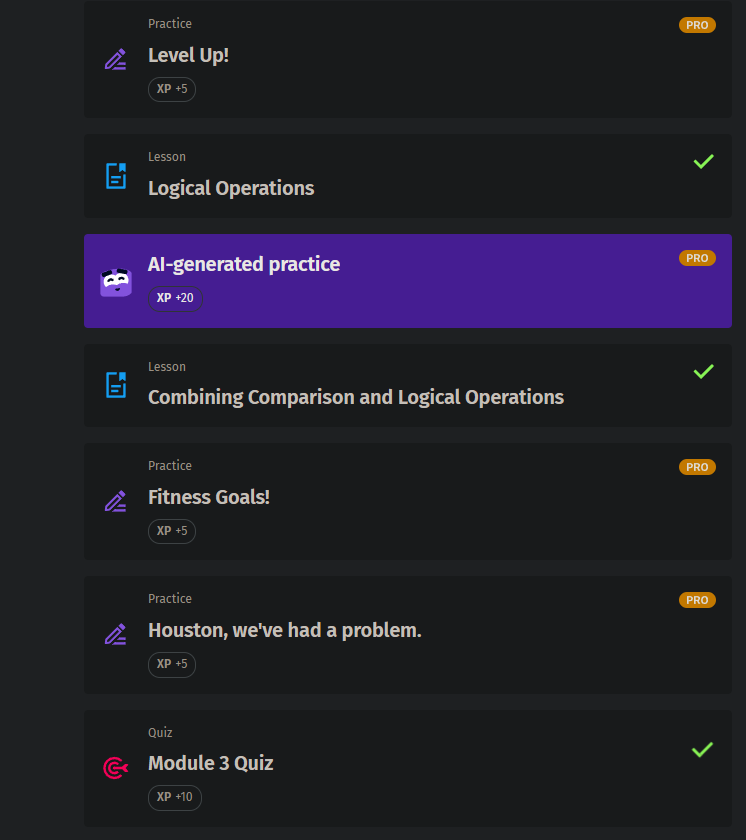 Practice
PRO
Level Up!
XP +5
Lesson
Logical Operations
AI-generated practice
PRO
XP +20
Lesson
Combining Comparison and Logical Operations
Practice
PRO
Fitness Goals!
XP +5
Practice
PRO
Houston, we've had a problem.
XP +5
Quiz
Module 3 Quiz
XP +10